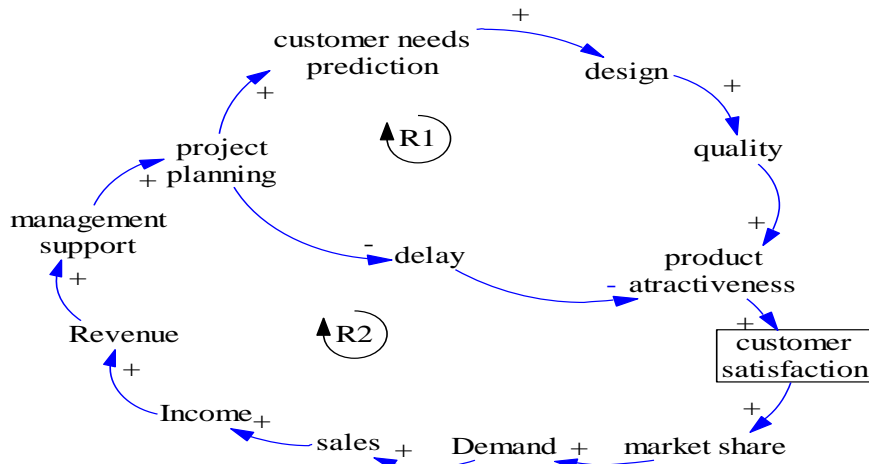 +
customer needs
prediction
design
+
+
R1
project
planning
quality
+
management
support
-
delay
+
product
atractiveness
-
+
R2
Revenue
+
customer
satisfaction
+
Income
+
sales
+
Demand
+
market share
+